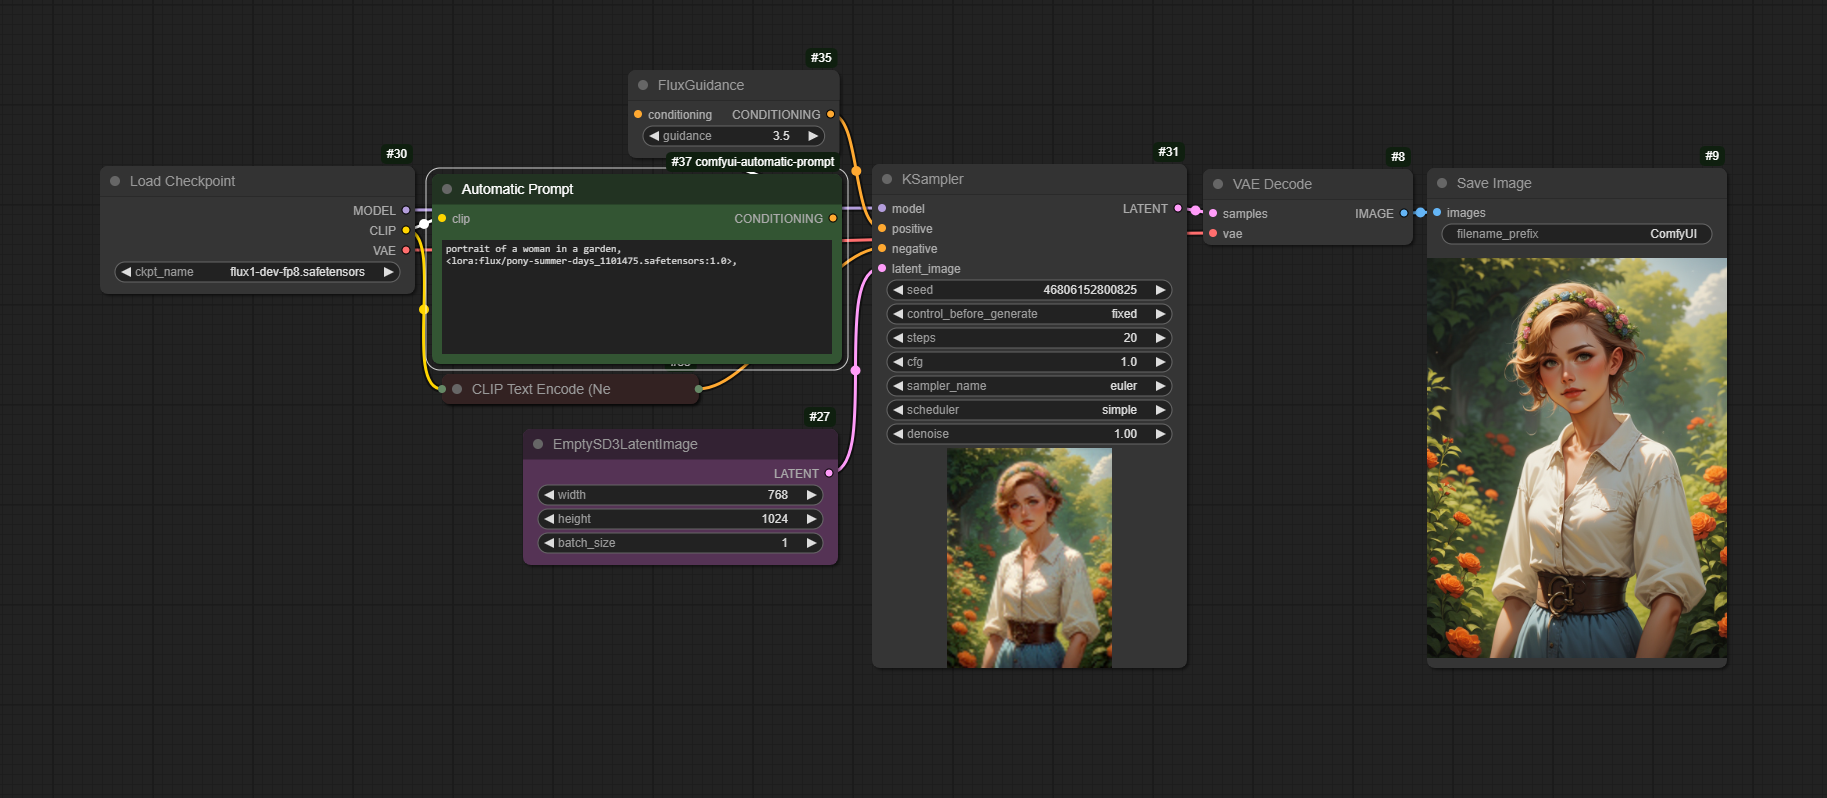 #35
FluxGuidance
conditioning CONDITIONING
guidance 3.5
#30
Load Checkpoint
MODEL
CLIP
VAE
ckpt_name flux1-dev-fp8.safetensors
#37 comfyui-automatic-prompt
Automatic Prompt
clip CONDITIONING
portrait of a woman in a garden,
<lora:flux/pony-summer-days_1101475.safetensors:1.0>,
CLIP Text Encode (Ne
#27
EmptySD3LatentImage
LATENT
width 768
height 1024
batch_size 1
#31
KSampler
model LATENT
positive
negative
latent_image
seed 46806152800825
control_before_generate fixed
steps 20
cfg 1.0
sampler_name euler
scheduler simple
denoise 1.00
#8
VAE Decode
samples IMAGE
vae
#9
Save Image
images
filename_prefix ComfyUI